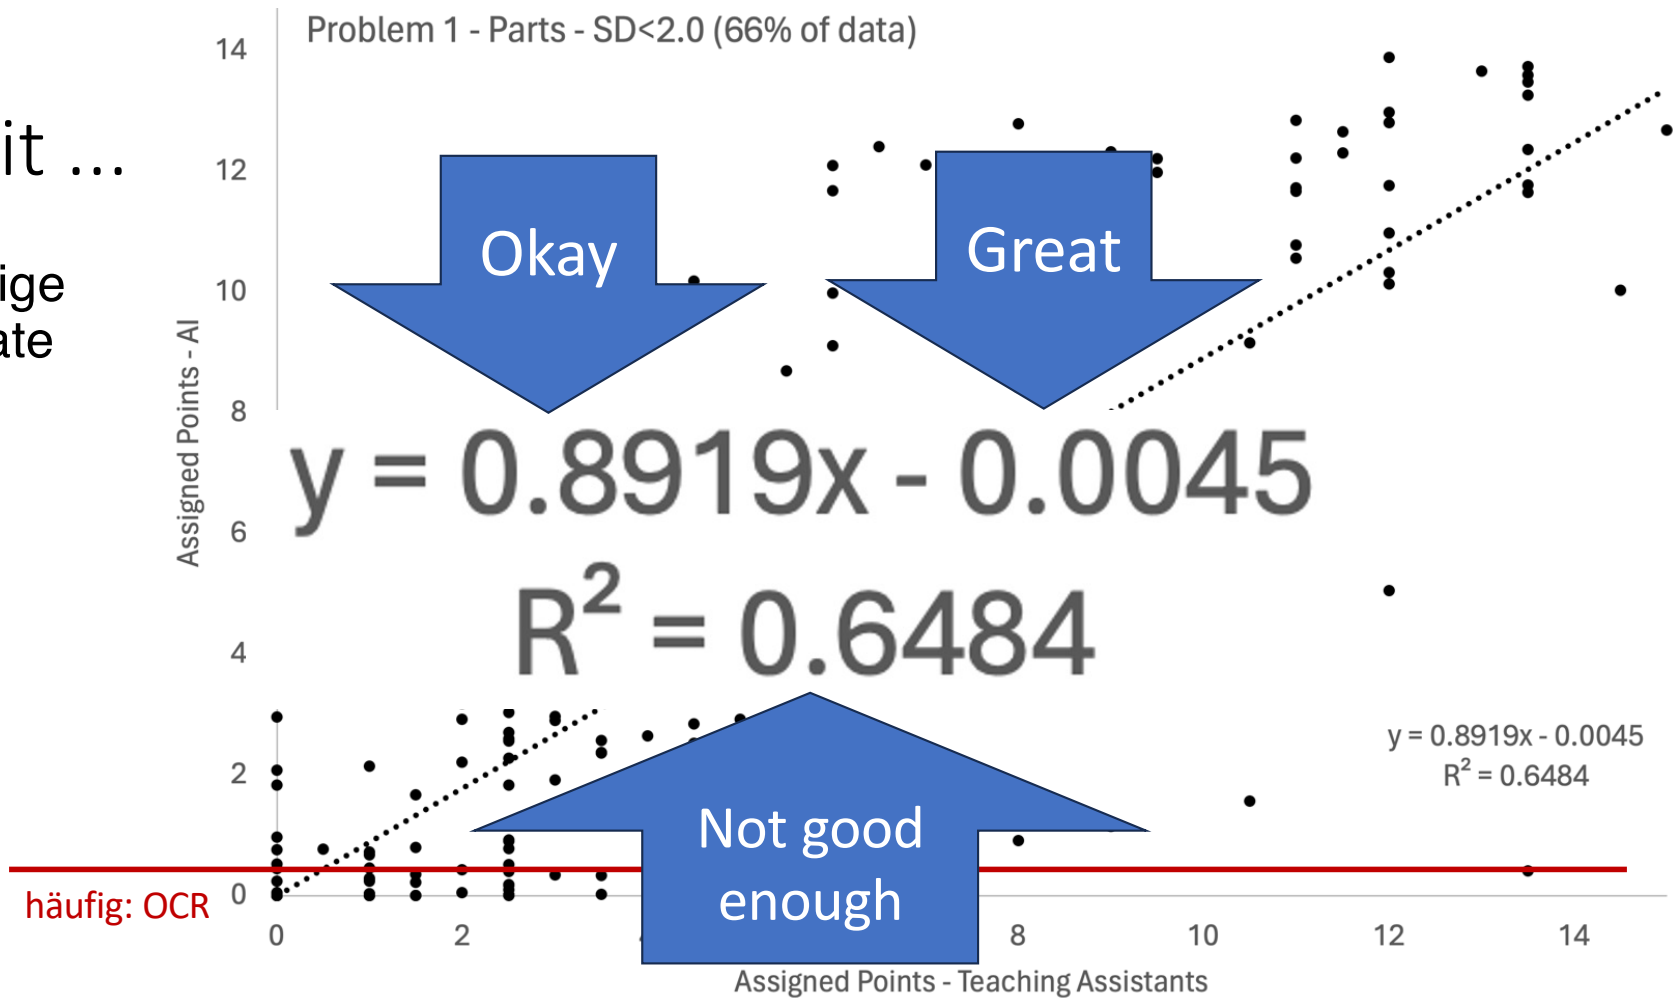 Problem 1 - Parts - SD<2.0 (66% of data)
it ...
ige
ate
Okay
Great
Assigned Points - AI
14
12
10
8
6
4
2
0
y = 0.8919x - 0.0045
R² = 0.6484
y = 0.8919x - 0.0045
R² = 0.6484
Not good
enough
häufig: OCR
0 2 8 10 12 14
Assigned Points - Teaching Assistants